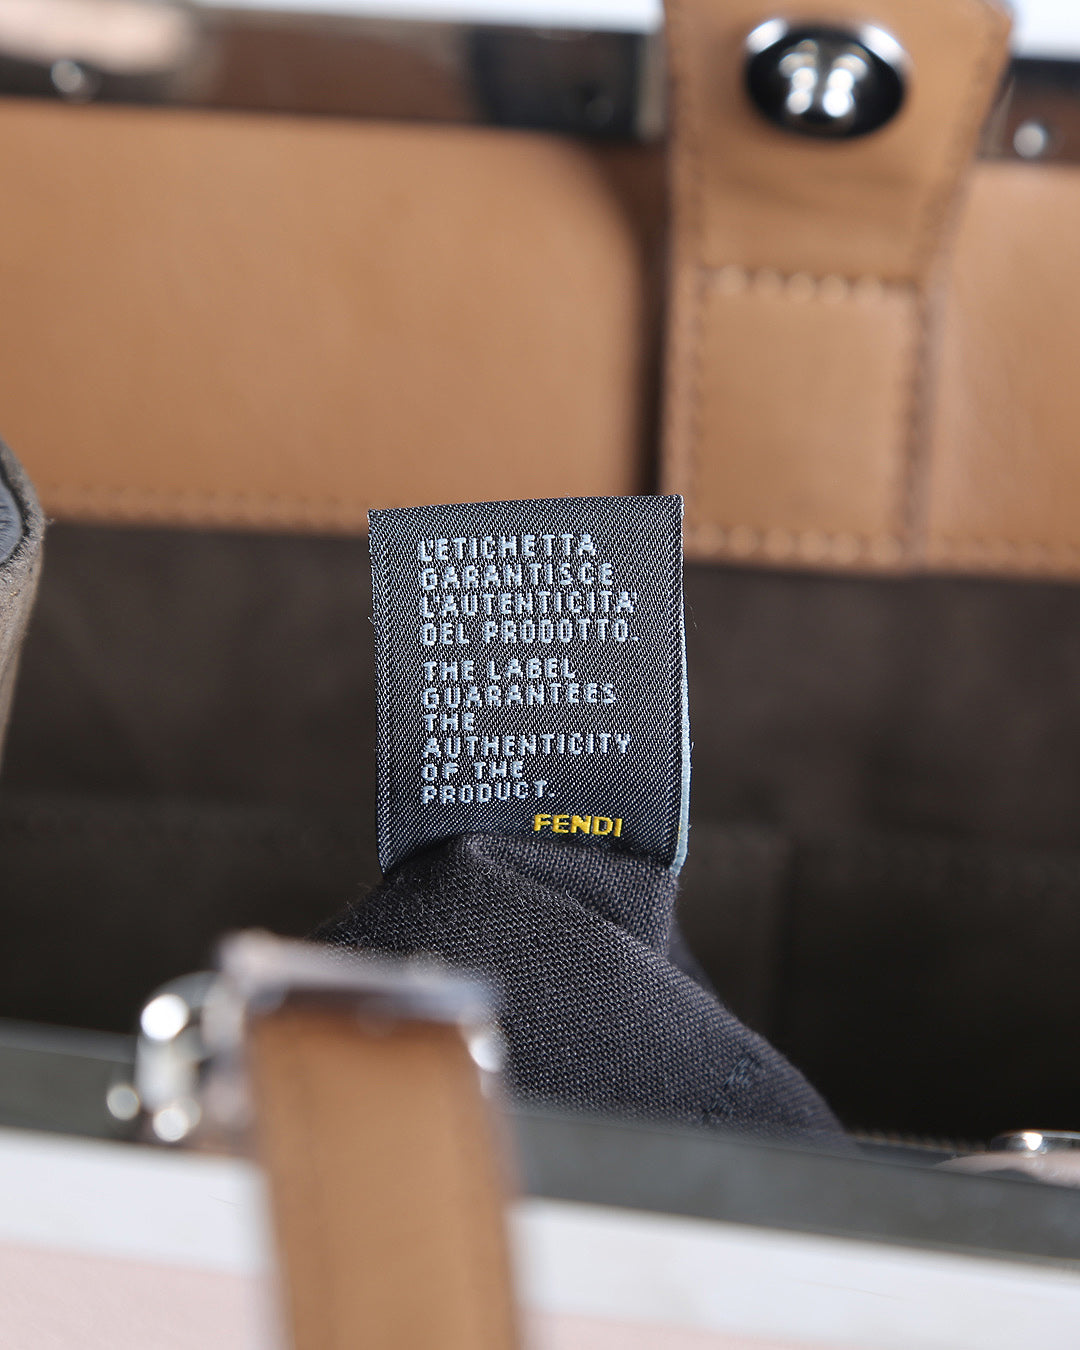 L'ETICHETTA
GARANTISCE
L'AUTENTICITA
DEL PRODOTTO.
THE LABEL
GUARANTEES
THE
AUTHENTICITY
OF THE
PRODUCT.
FENDI